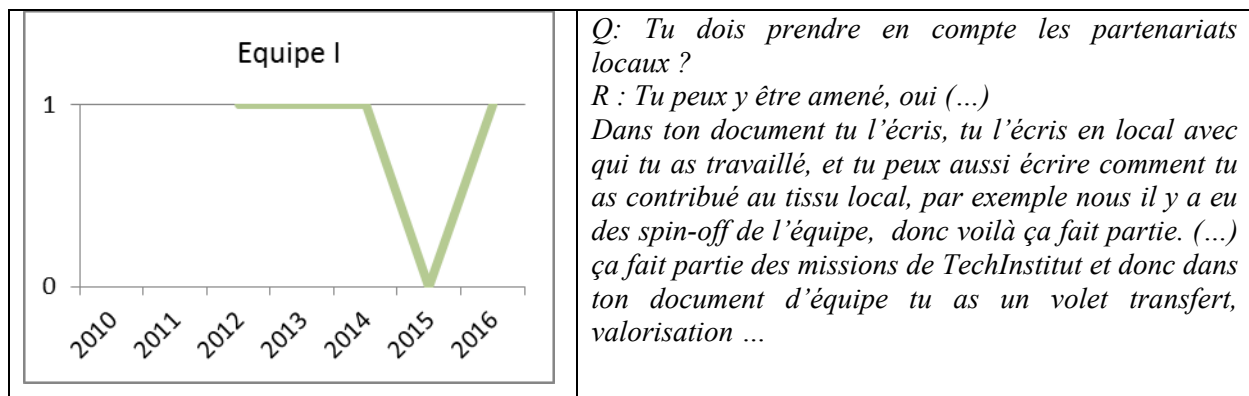 Equipe I
1
0
2010
2011
2012
2013
2014
2015
2016
Q: Tu dois prendre en compte les partenariats
locaux ?
R : Tu peux y être amené, oui (…)
Dans ton document tu l’écris, tu l’écris en local avec
qui tu as travaillé, et tu peux aussi écrire comment tu
as contribué au tissu local, par exemple nous il y a eu
des spin-off de l’équipe, donc voilà ça fait partie. (…)
ça fait partie des missions de TechInstitut et donc dans
ton document d’équipe tu as un volet transfert,
valorisation …